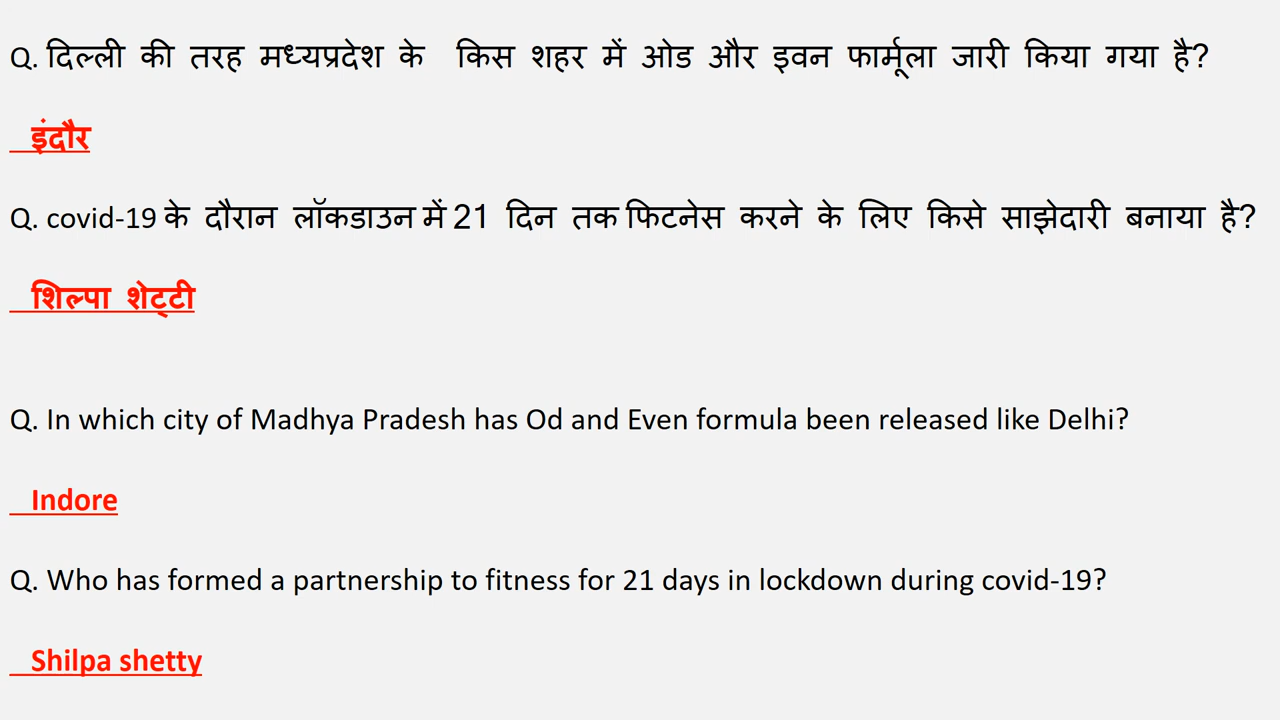 Q. दिल्ली की तरह मध्यप्रदेश के किस शहर में ओड और इवन फार्मूला जारी किया गया है?
इंदौर
Q. covid-19 के दौरान लॉकडाउन में 21 दिन तक फिटनेस करने के लिए किसे साझेदारी बनाया है?
शिल्पा शेट्टी
Q. In which city of Madhya Pradesh has Od and Even formula been released like Delhi?
Indore
Q. Who has formed a partnership to fitness for 21 days in lockdown during covid-19?
Shilpa shetty